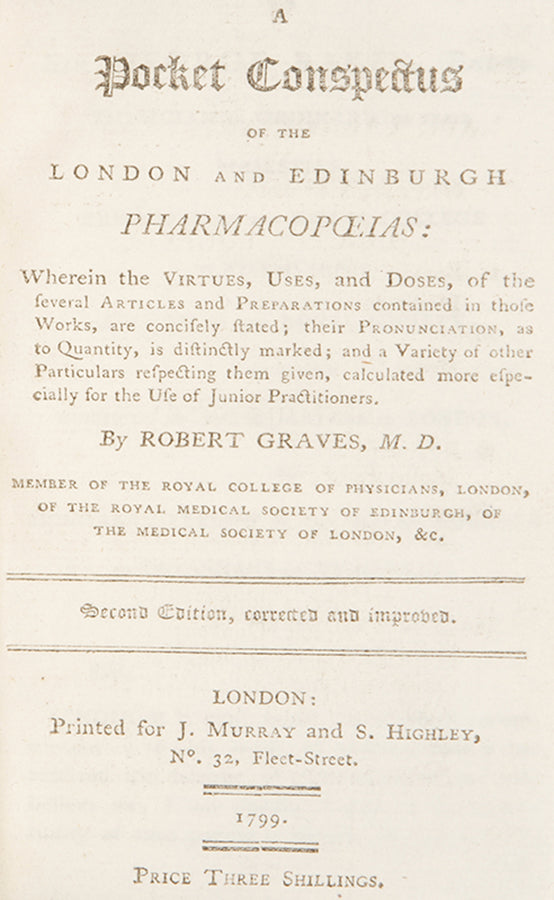 A
Pocket Conspectus
OF THE
LONDON AND EDINBURGH
PHARMACOPŒIAS:
Wherein the VIRTUES, USES, and DOSES, of the
ſeveral ARTICLES and PREPARATIONS contained in thoſe
Works, are conciſely ſtated; their PRONUNCIATION, as
to Quantity, is diſtinctly marked; and a Variety of other
Particulars reſpecting them given, calculated more eſpe-
cially for the Uſe of Junior Practitioners.
By ROBERT GRAVES, M. D.
MEMBER OF THE ROYAL COLLEGE OF PHYSICIANS, LONDON,
OF THE ROYAL MEDICAL SOCIETY OF EDINBURGH, OF
THE MEDICAL SOCIETY OF LONDON, &c.
Second Edition, corrected and improved.
LONDON:
Printed for J. MURRAY and S. HIGHLEY,
Nº. 32, Fleet-Street.
1799.
PRICE THREE SHILLINGS.